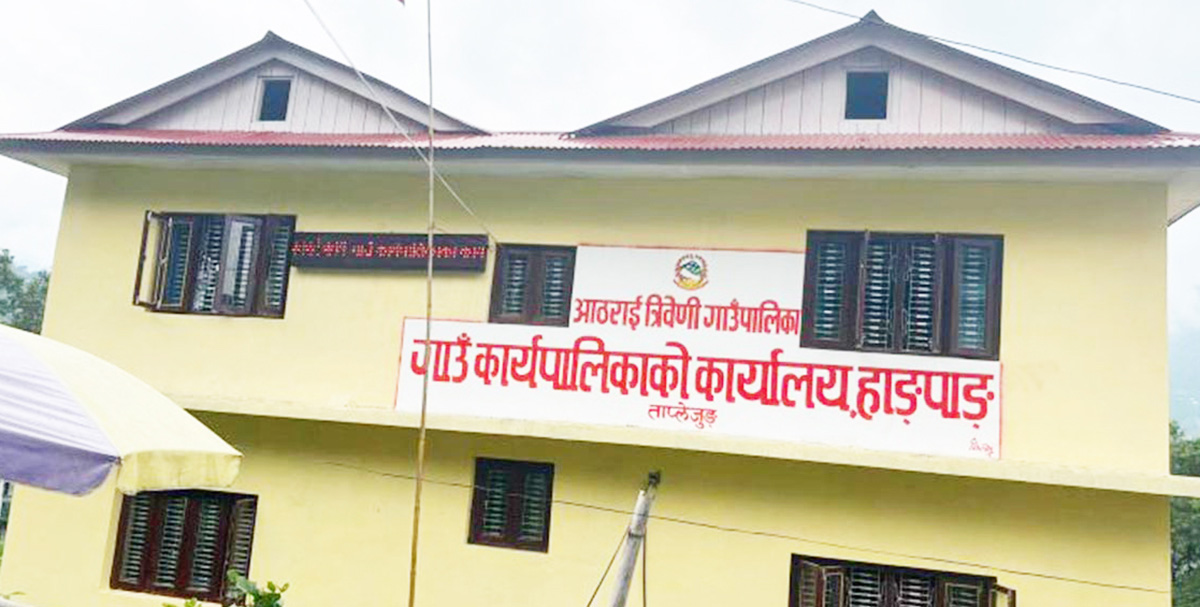 आठराई त्रिवेणी गाउँपालिका
गाउँ कार्यपालिकाको कार्यालय,हाङपाङ
ताप्लेजुङ